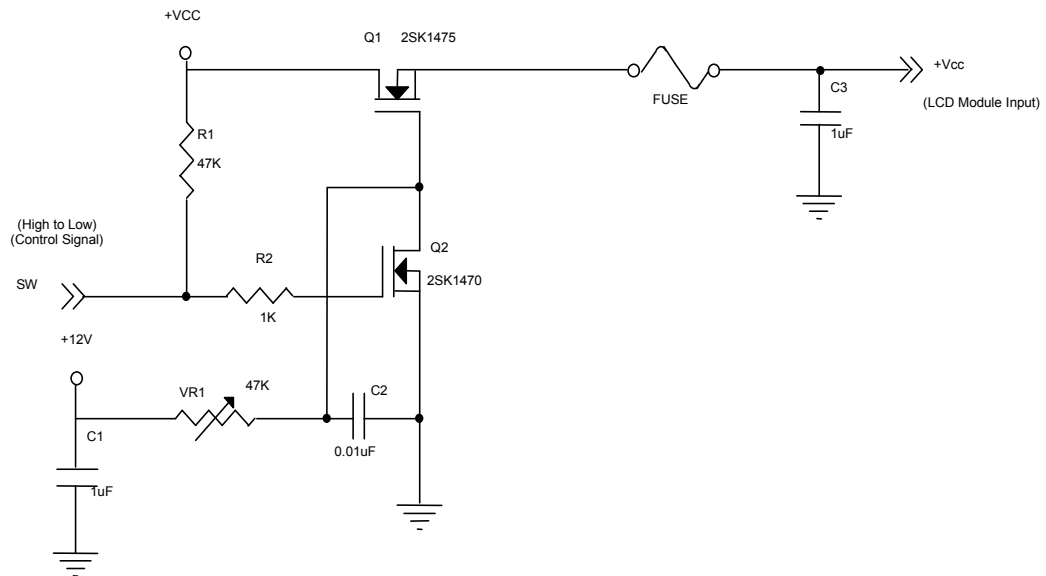 +VCC
Q1 2SK1475
+Vcc
FUSE
C3
(LCD Module Input)
1uF
R1
47K
(High to Low)
(Control Signal)
SW
R2
1K
Q2
2SK1470
+12V
VR1
47K
C2
C1
0.01uF
1uF